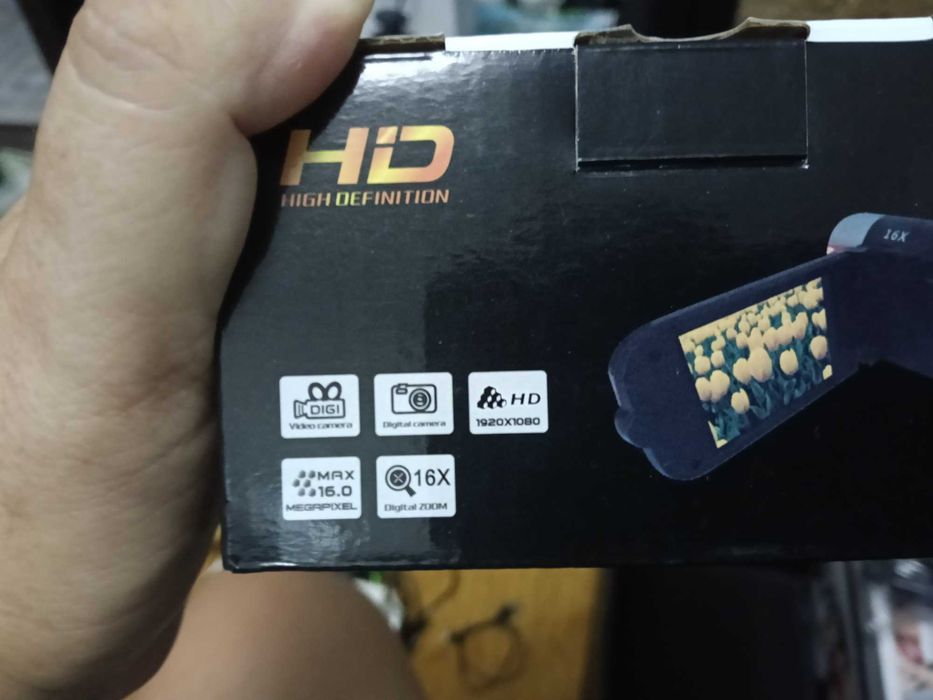 HD
HIGH DEFINITION
16X
DIGI
Video camera
Digital camera
HD
1920X1080
MAX
16.0
MEGAPIXEL
16X
Digital ZOOM